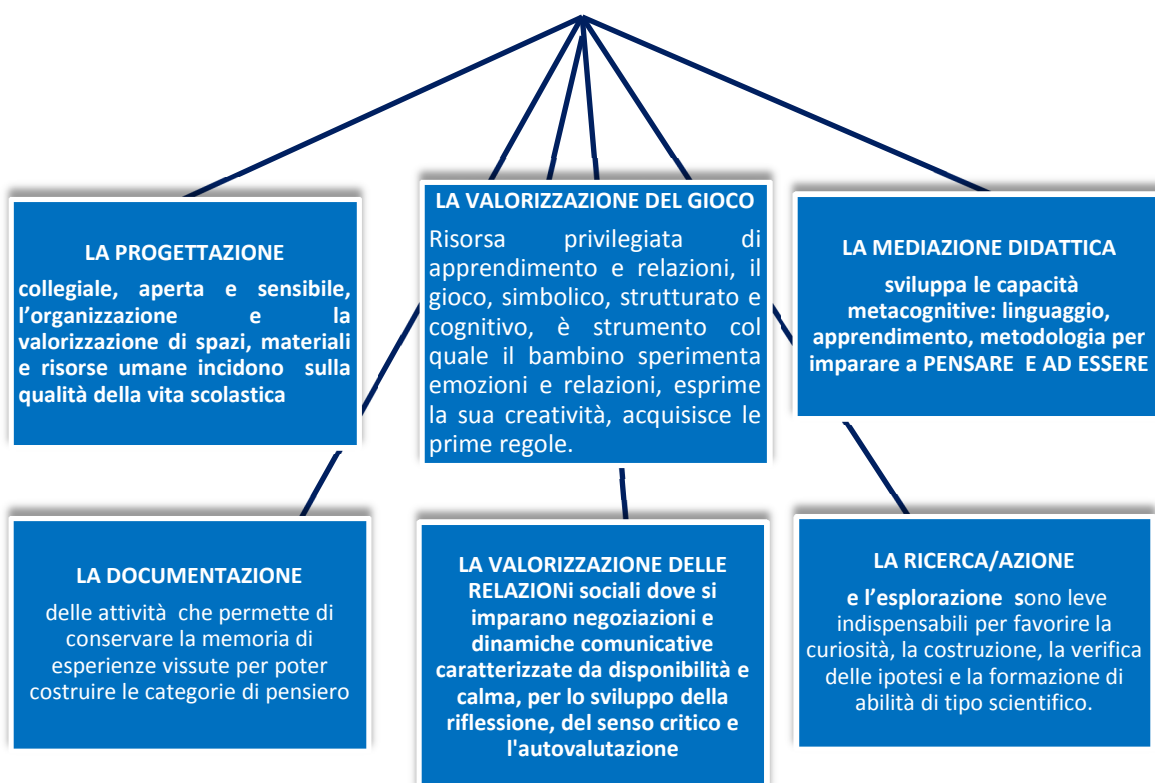 LA PROGETTAZIONE
collegiale, aperta e sensibile,
l'organizzazione e la
valorizzazione di spazi, materiali
e risorse umane incidono sulla
qualità della vita scolastica
LA VALORIZZAZIONE DEL GIOCO
Risorsa privilegiata di
apprendimento e relazioni, il
gioco, simbolico, strutturato e
cognitivo, è strumento col
quale il bambino sperimenta
emozioni e relazioni, esprime
la sua creatività, acquisisce le
prime regole.
LA MEDIAZIONE DIDATTICA
sviluppa le capacità
metacognitive: linguaggio,
apprendimento, metodologia per
imparare a PENSARE E AD ESSERE
LA DOCUMENTAZIONE
delle attività che permette di
conservare la memoria di
esperienze vissute per poter
costruire le categorie di pensiero
LA VALORIZZAZIONE DELLE
RELAZIONi sociali dove si
imparano negoziazioni e
dinamiche comunicative
caratterizzate da disponibilità e
calma, per lo sviluppo della
riflessione, del senso critico e
l'autovalutazione
LA RICERCA/AZIONE
e l'esplorazione sono leve
indispensabili per favorire la
curiosità, la costruzione, la verifica
delle ipotesi e la formazione di
abilità di tipo scientifico.